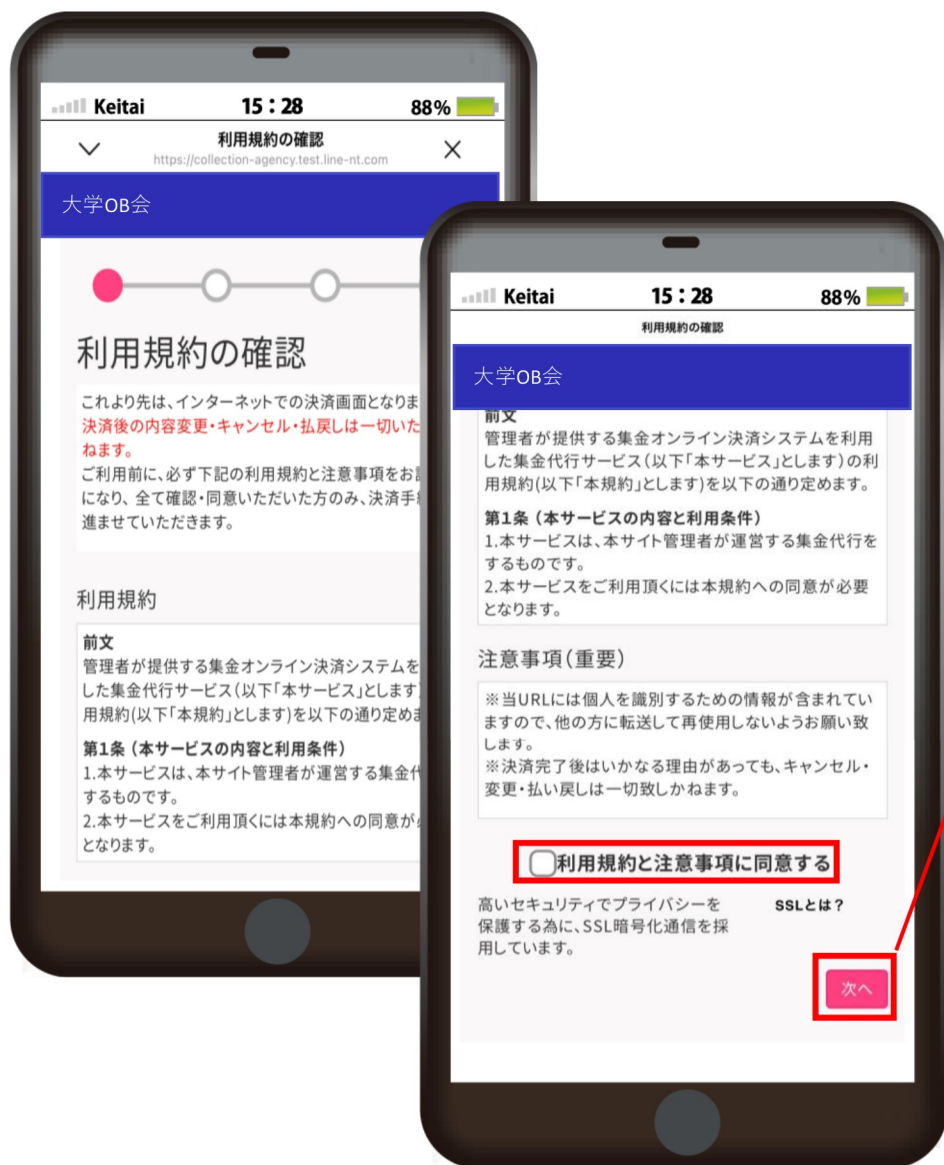 Keitai 15：28 88%
利用規約の確認
https://collection-agency.test.line-nt.com
大学OB会
利用規約の確認
これより先は、インターネットでの決済画面となりま
決済後の内容変更・キャンセル・払戻しは一切いた
ねます。
ご利用前に、必ず下記の利用規約と注意事項をお
になり、全て確認・同意いただいた方のみ、決済手
進ませていただきます。
利用規約
前文
管理者が提供する集金オンライン決済システムを
した集金代行サービス（以下「本サービス」とします
用規約(以下「本規約」とします)を以下の通り定めま
第1条（本サービスの内容と利用条件）
1.本サービスは、本サイト管理者が運営する集金
するものです。
2.本サービスをご利用頂くには本規約への同意が
となります。
Keitai 15：28 88%
利用規約の確認
大学OB会
前文
管理者が提供する集金オンライン決済システムを利用
した集金代行サービス（以下「本サービス」とします）の利
用規約(以下「本規約」とします)を以下の通り定めます。
第1条（本サービスの内容と利用条件）
1.本サービスは、本サイト管理者が運営する集金代行を
するものです。
2.本サービスをご利用頂くには本規約への同意が必要
となります。
注意事項（重要）
※当URLには個人を識別するための情報が含まれてい
ますので、他の方に転送して再使用しないようお願い致
します。
※決済完了後はいかなる理由があっても、キャンセル・
変更・払い戻しは一切致しかねます。
利用規約と注意事項に同意する
高いセキュリティでプライバシーを
保護する為に、SSL暗号化通信を採
用しています。
SSLとは？
次へ